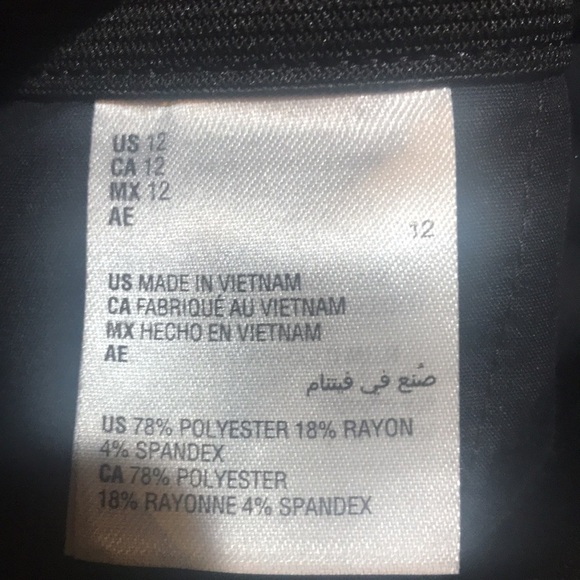 US 12
CA 12
MX 12
AE
12
US MADE IN VIETNAM
CA FABRIQUÉ AU VIETNAM
MX HECHO EN VIETNAM
AE
صُنع في فيتنام
US 78% POLYESTER 18% RAYON
4% SPANDEX
CA 78% POLYESTER
18% RAYONNE 4% SPANDEX